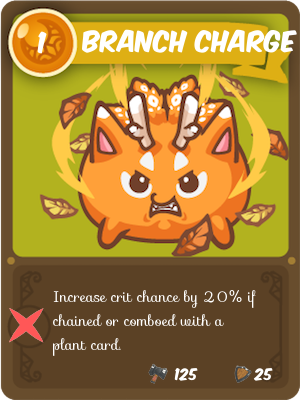 1 BRANCH CHARGE
Increase crit chance by 20% if
chained or comboed with a
plant card.
125 25